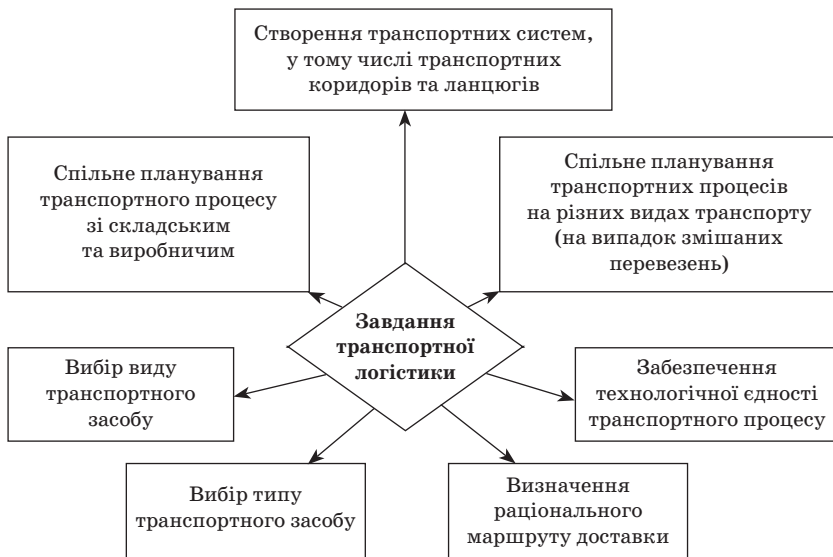 Створення транспортних систем,
у тому числі транспортних
коридорів та ланцюгів
Спільне планування
транспортного процесу
зі складським
та виробничим
Спільне планування
транспортних процесів
на різних видах транспорту
(на випадок змішаних
перевезень)
Завдання
транспортної
логістики
Вибір виду
транспортного
засобу
Забезпечення
технологічної єдності
транспортного процесу
Вибір типу
транспортного засобу
Визначення
раціонального
маршруту доставки